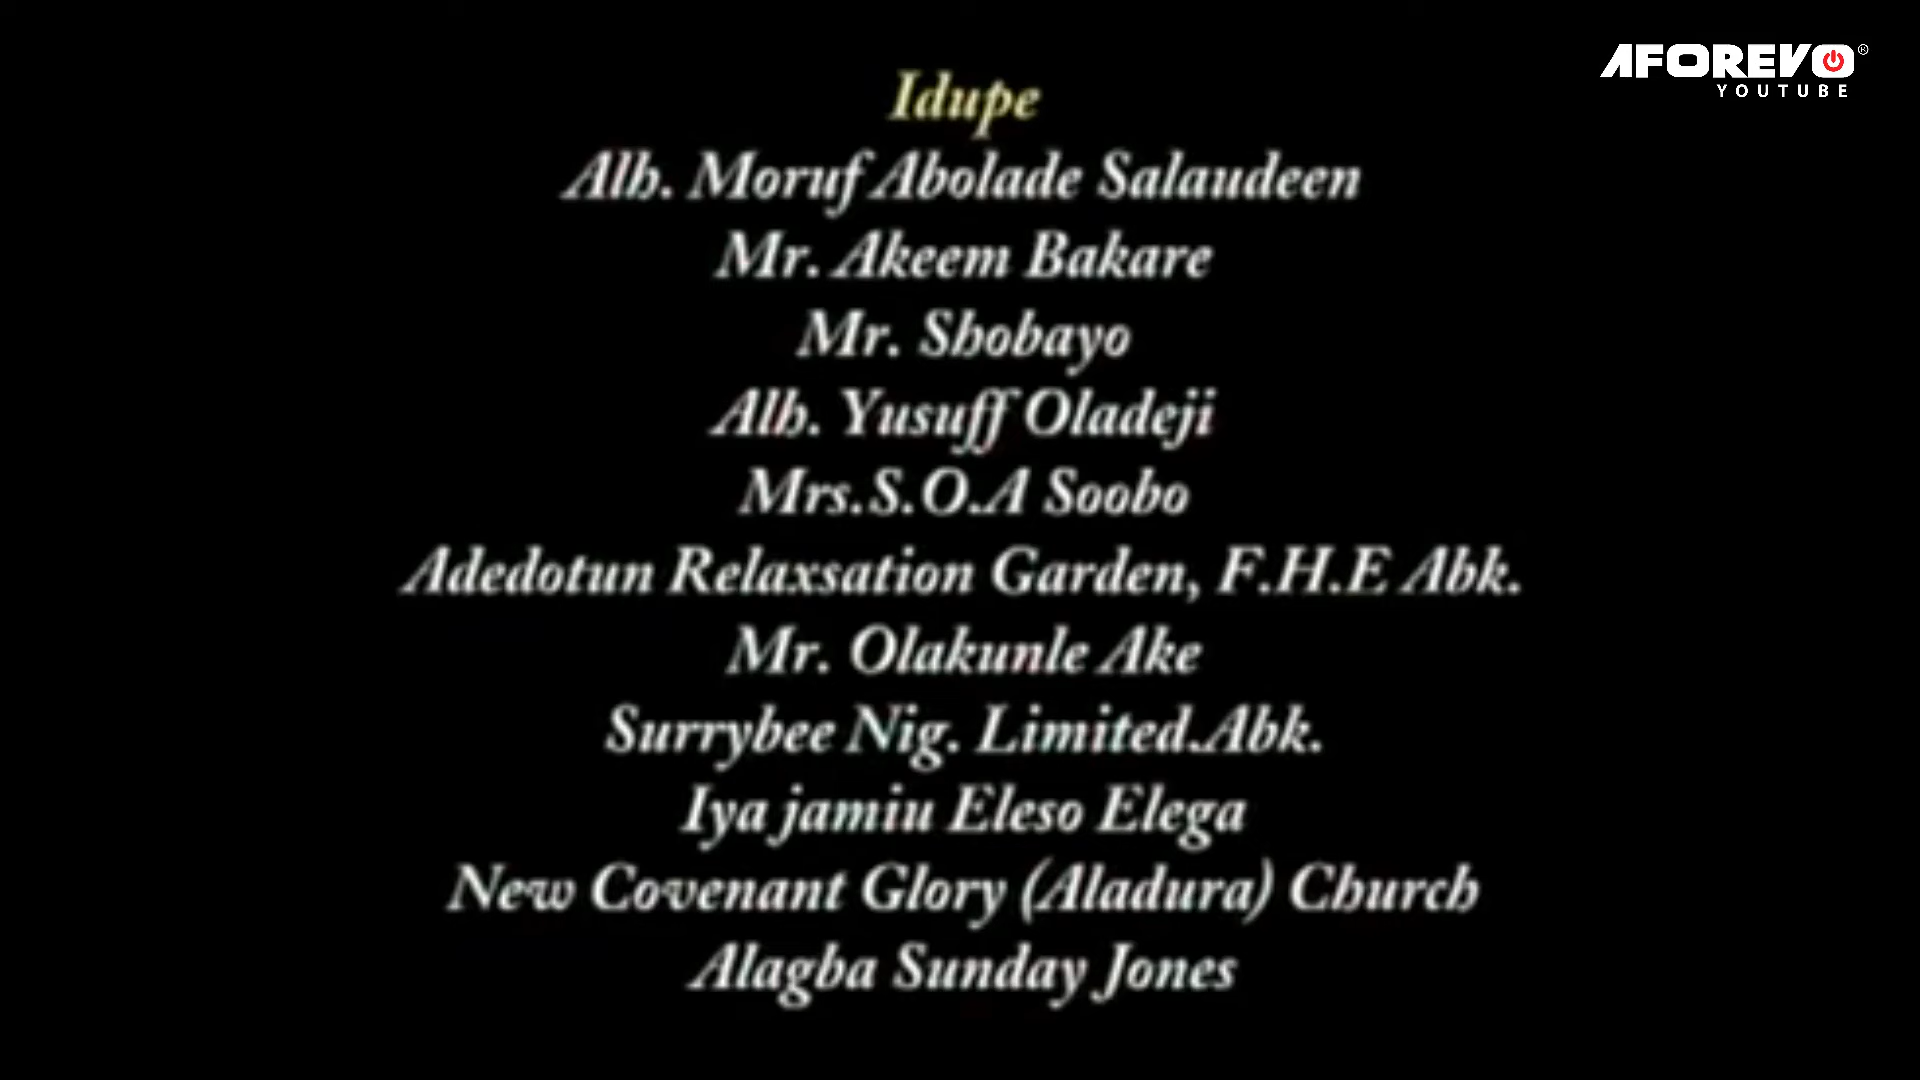 AFOREVO®
YOUTUBE
Idupe
Alh. Moruf Abolade Salaudeen
Mr. Akeem Bakare
Mr. Shobayo
Alh. Yusuff Oladeji
Mrs.S.O.A Soobo
Adedotun Relaxsation Garden, F.H.E Abk.
Mr. Olakunle Ake
Surrybee Nig. Limited.Abk.
Iya jamiu Eleso Elega
New Covenant Glory (Aladura) Church
Alagba Sunday Jones